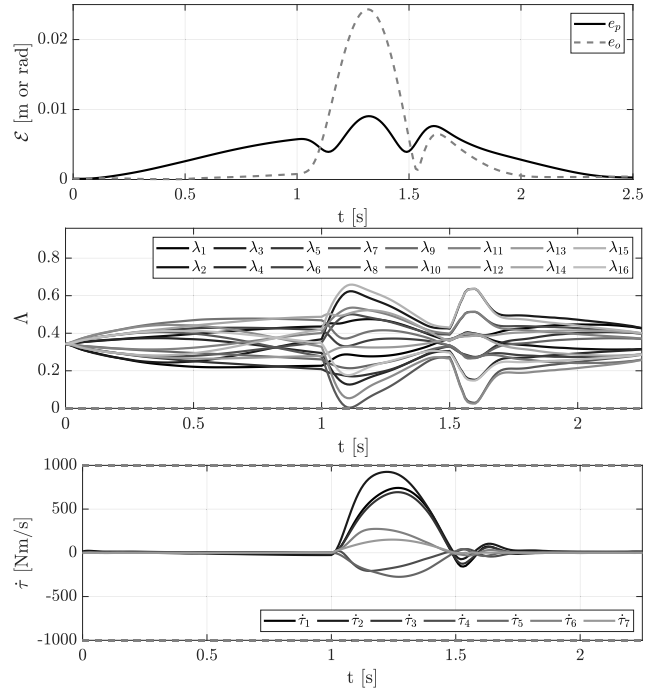 0.02
0.01
0
ℰ [m or rad]
e_p
e_o
0 0.5 1 1.5 2 2.5
t [s]
0.8
0.6
0.4
0.2
0
Λ
λ_1 λ_3 λ_5 λ_7 λ_9 λ_11 λ_13 λ_15
λ_2 λ_4 λ_6 λ_8 λ_10 λ_12 λ_14 λ_16
0 0.5 1 1.5 2
t [s]
1000
500
0
-500
-1000
τ̇ [Nm/s]
τ̇_1 τ̇_2 τ̇_3 τ̇_4 τ̇_5 τ̇_6 τ̇_7
0 0.5 1 1.5 2
t [s]